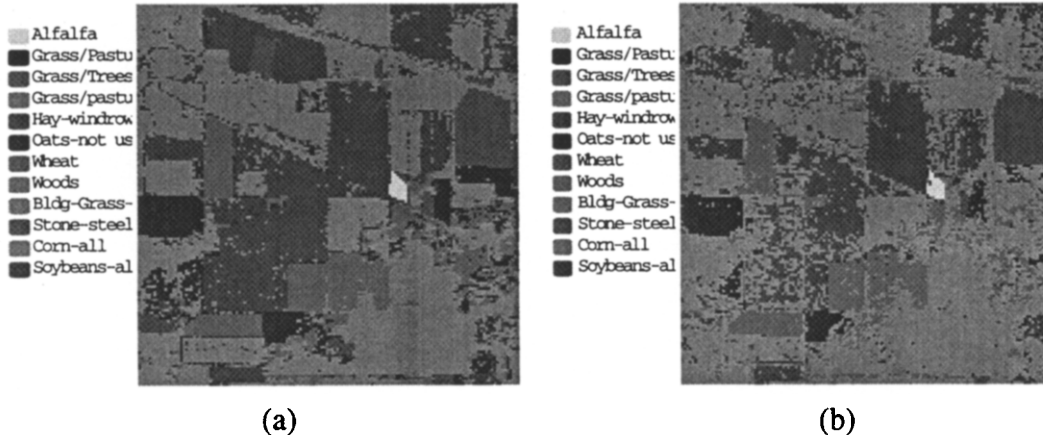 Alfalfa
Grass/Pastu
Grass/Trees
Grass/pastu
Hay-windrow
Oats-not us
Wheat
Woods
Bldg-Grass-
Stone-steel
Corn-all
Soybeans-al
(a)
Alfalfa
Grass/Pastu
Grass/Trees
Grass/pastu
Hay-windrow
Oats-not us
Wheat
Woods
Bldg-Grass-
Stone-steel
Corn-all
Soybeans-al
(b)